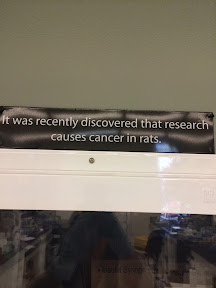 It was recently discovered that research
causes cancer in rats.